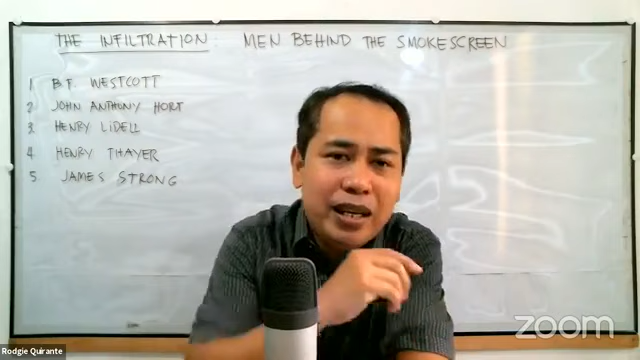 THE INFILTRATION: MEN BEHIND THE SMOKESCREEN
1. B.F. WESTCOTT
2 JOHN ANTHONY HORT
3. HENRY LIDELL
4. HENRY THAYER
5 JAMES STRONG
Rodgie Quirante
zoom